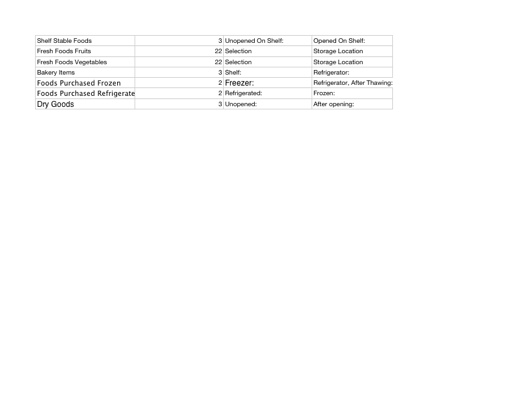 Shelf Stable Foods 3 Unopened On Shelf: Opened On Shelf:
Fresh Foods Fruits 22 Selection Storage Location
Fresh Foods Vegetables 22 Selection Storage Location
Bakery Items 3 Shelf: Refrigerator:
Foods Purchased Frozen 2 Freezer: Refrigerator, After Thawing:
Foods Purchased Refrigerate 2 Refrigerated: Frozen:
Dry Goods 3 Unopened: After opening: